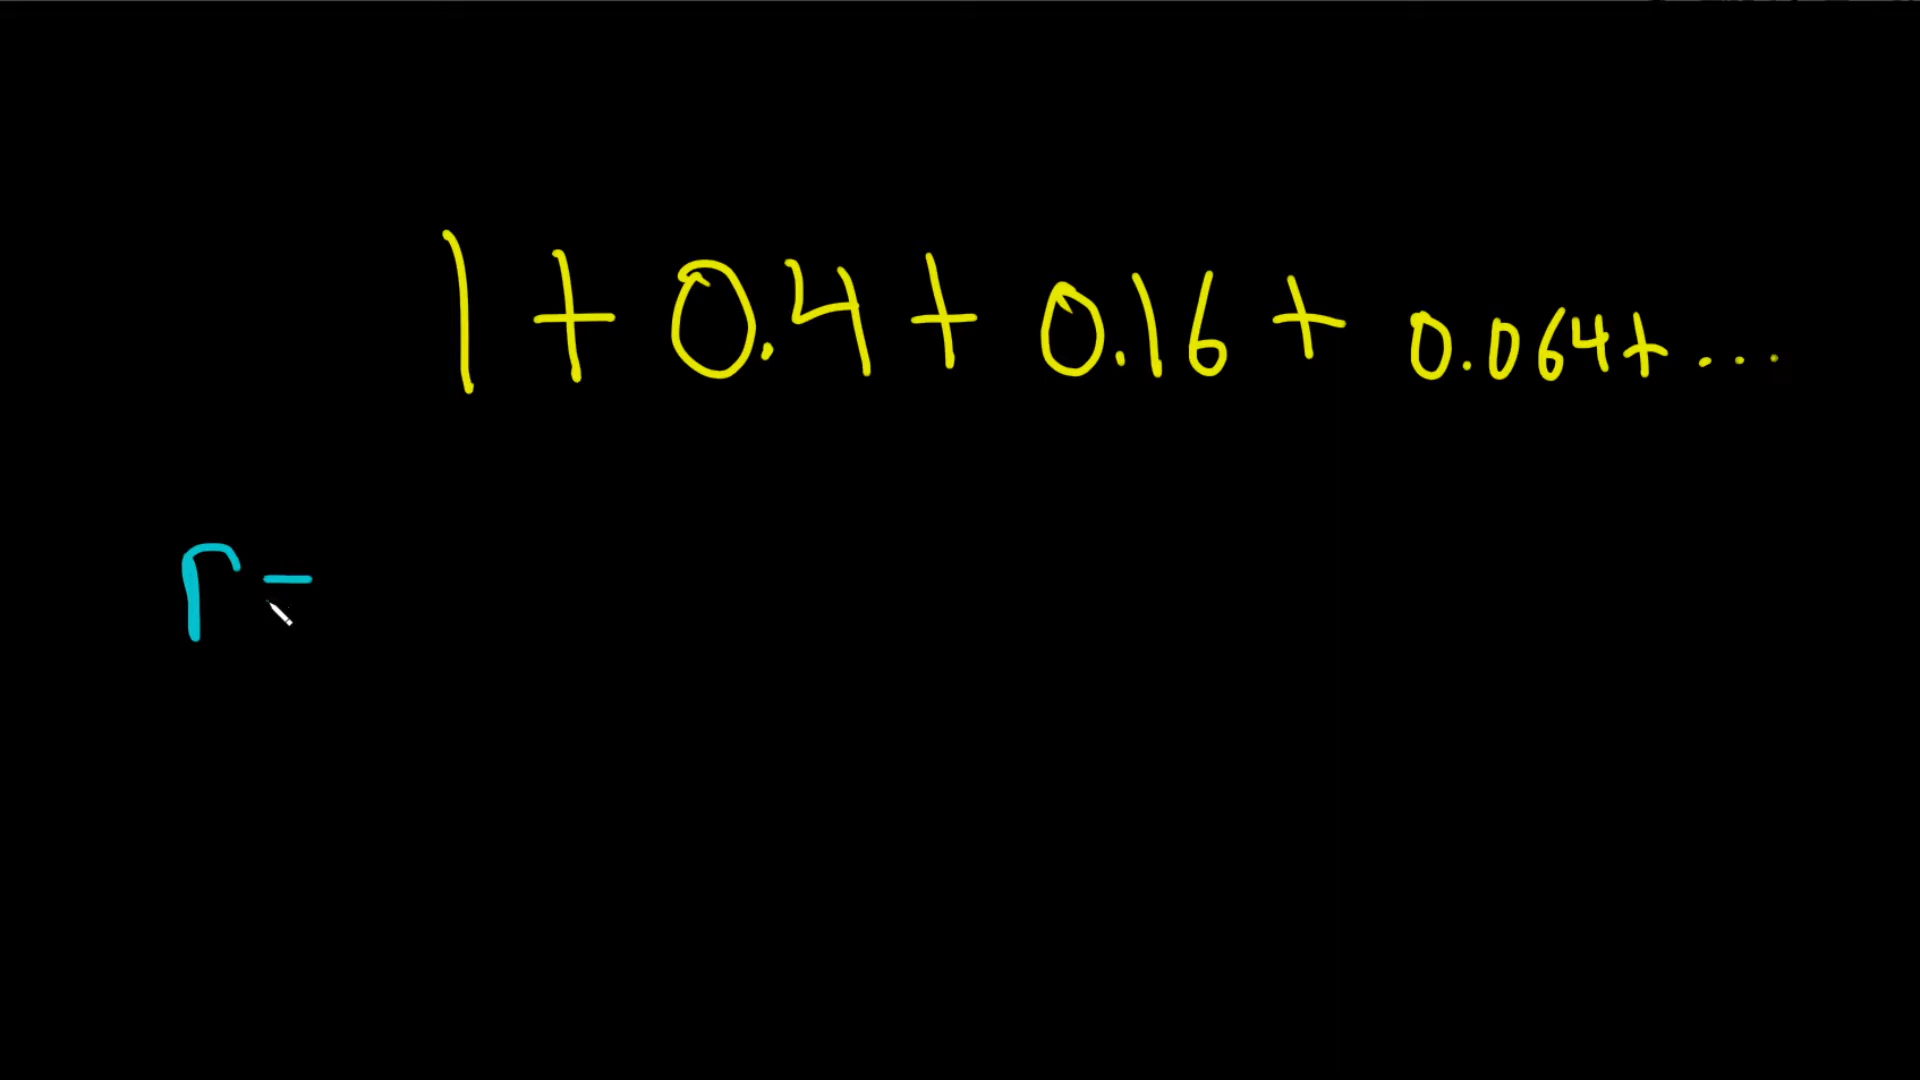 1 + 0.4 + 0.16 + 0.064 + ...
r =